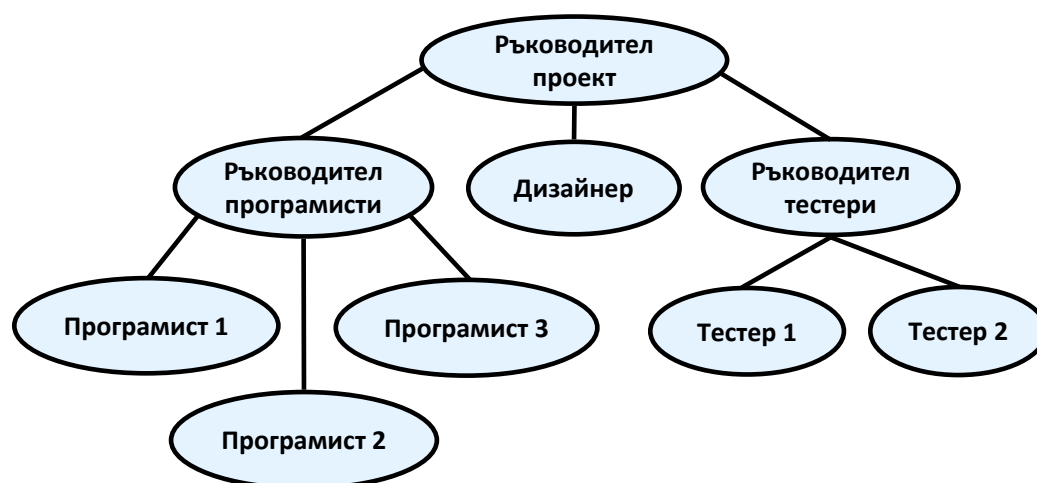 Ръководител
проект
Ръководител
програмисти
Дизайнер
Ръководител
тестери
Програмист 1
Програмист 3
Тестер 1
Тестер 2
Програмист 2